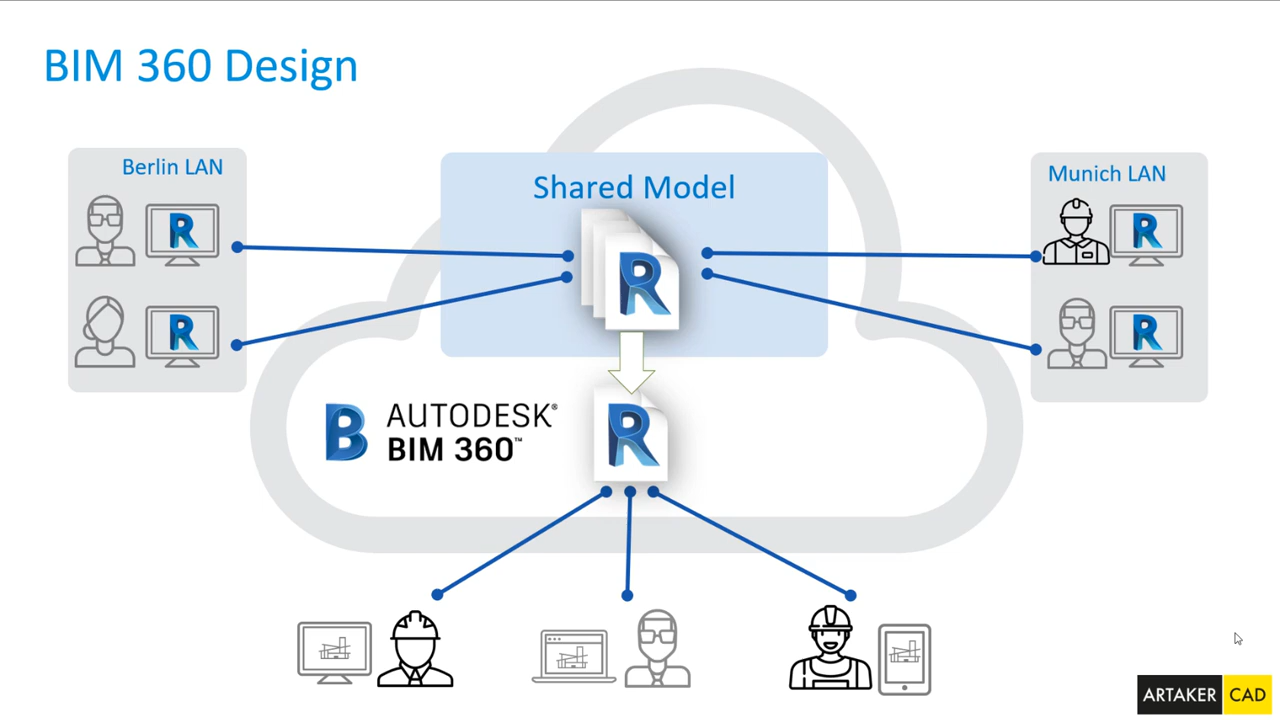 BIM 360 Design
Berlin LAN
Shared Model
Munich LAN
R
R
R
R
R
R
B
AUTODESK®
BIM 360™
ARTAKER CAD